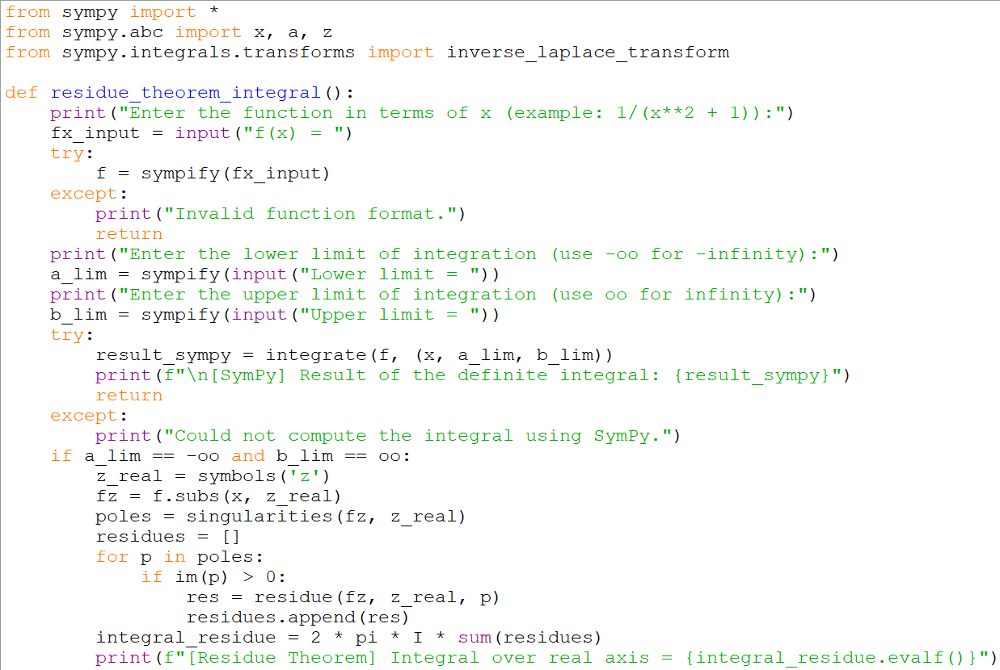 from sympy import *
from sympy.abc import x, a, z
from sympy.integrals.transforms import inverse_laplace_transform

def residue_theorem_integral():
    print("Enter the function in terms of x (example: 1/(x**2 + 1)):")
    fx_input = input("f(x) = ")
    try:
        f = sympify(fx_input)
    except:
        print("Invalid function format.")
        return
    print("Enter the lower limit of integration (use -oo for -infinity):")
    a_lim = sympify(input("Lower limit = "))
    print("Enter the upper limit of integration (use oo for infinity):")
    b_lim = sympify(input("Upper limit = "))
    try:
        result_sympy = integrate(f, (x, a_lim, b_lim))
        print(f"\n[SymPy] Result of the definite integral: {result_sympy}")
        return
    except:
        print("Could not compute the integral using SymPy.")
    if a_lim == -oo and b_lim == oo:
        z_real = symbols('z')
        fz = f.subs(x, z_real)
        poles = singularities(fz, z_real)
        residues = []
        for p in poles:
            if im(p) > 0:
                res = residue(fz, z_real, p)
                residues.append(res)
        integral_residue = 2 * pi * I * sum(residues)
        print(f"[Residue Theorem] Integral over real axis = {integral_residue.evalf()}")